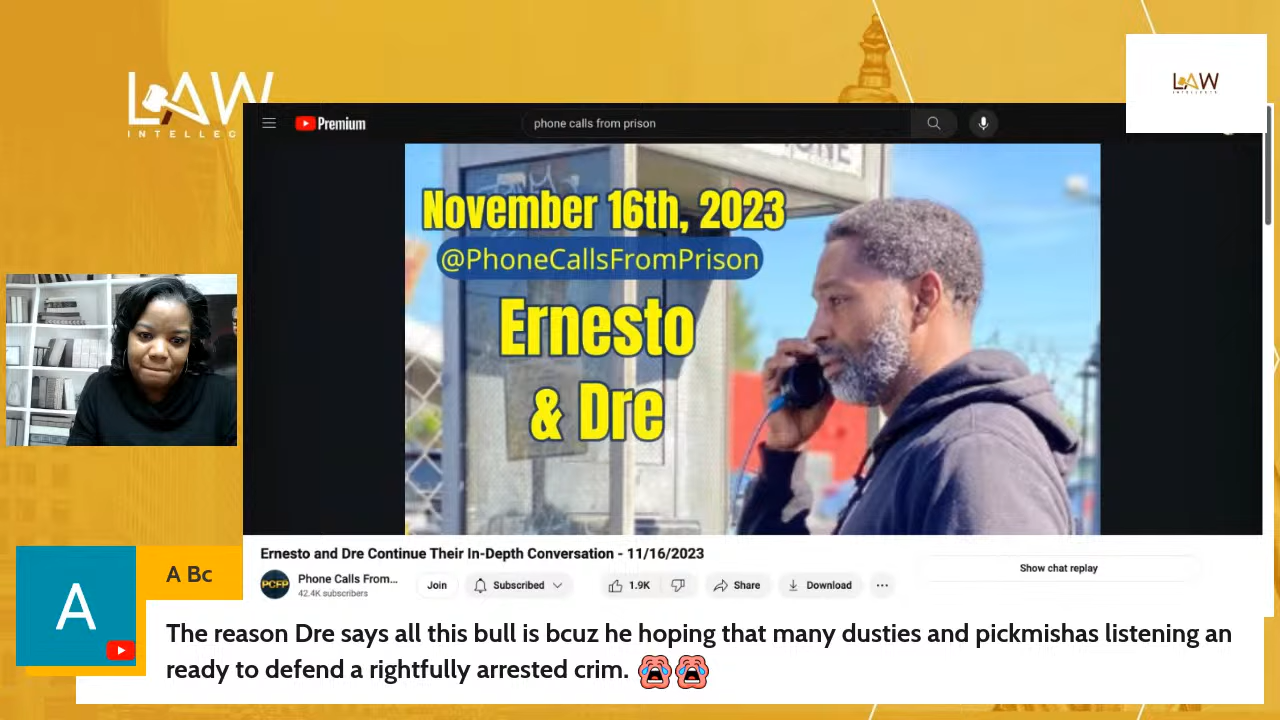 LAW
INTELLEC
LAW
INTELLECTS
Premium
phone calls from prison
ONE
November 16th, 2023
@PhoneCallsFromPrison
Ernesto
& Dre
Ernesto and Dre Continue Their In-Depth Conversation - 11/16/2023
Show chat replay
PCFP
Phone Calls From...
42.4K subscribers
Join
Subscribed
1.9K
Share
Download
A
A Bc
The reason Dre says all this bull is bcuz he hoping that many dusties and pickmishas listening an
ready to defend a rightfully arrested crim.